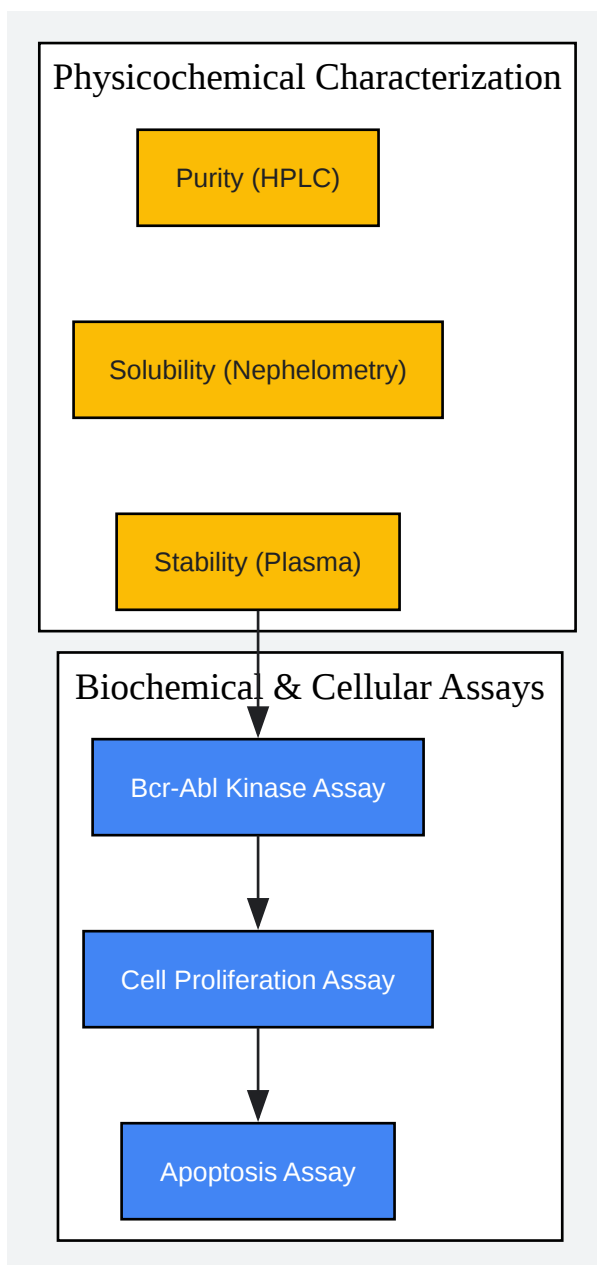 Physicochemical Characterization
Purity (HPLC)
Solubility (Nephelometry)
Stability (Plasma)
Biochemical & Cellular Assays
Bcr-Abl Kinase Assay
Cell Proliferation Assay
Apoptosis Assay